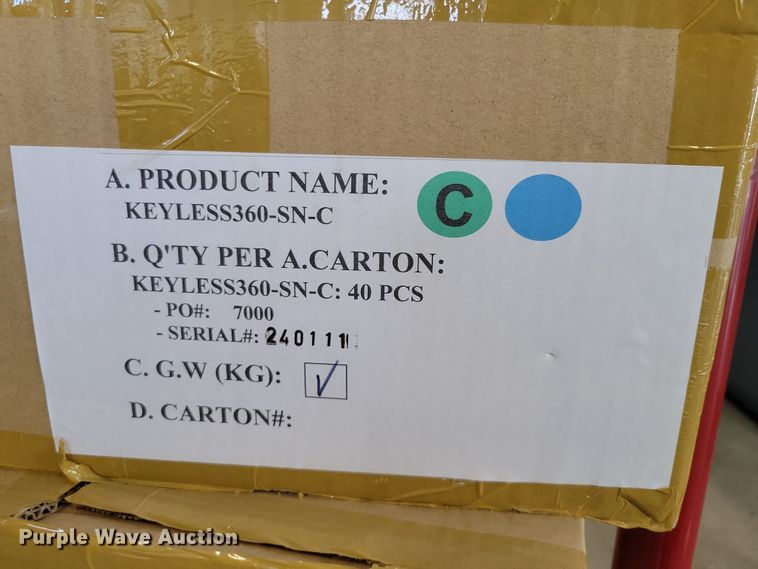 A. PRODUCT NAME:
KEYLESS360-SN-C
C
B. Q'TY PER A.CARTON:
KEYLESS360-SN-C: 40 PCS
- PO#: 7000
- SERIAL#:
C. G.W (KG):
D. CARTON#:
Purple Wave Auction